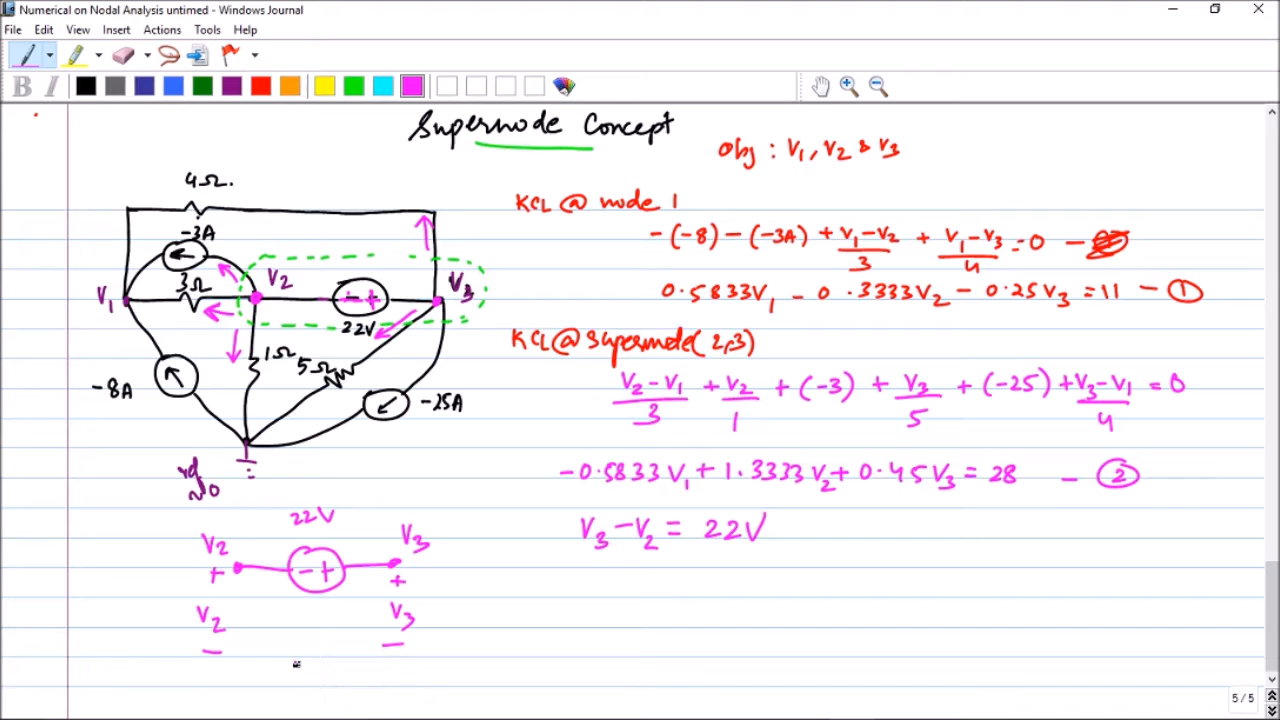 Numerical on Nodal Analysis untimed - Windows Journal
File Edit View Insert Actions Tools Help
B I
Supernode Concept
Obj : V1, V2 & V3
4Ω.
-3A
3Ω
V1
V2
V3
- +
22V
1Ω
5Ω
-8A
-25A
KCL @ node 1
-(-8) - (-3A) + V1-V2/3 + V1-V3/4 = 0 -
0.5833V1 - 0.3333V2 - 0.25V3 = 11 - ①
KCL @ Supernode(2,3)
V2-V1/3 + V2/1 + (-3) + V3/5 + (-25) + V3-V1/4 = 0
-0.5833V1 + 1.3333V2 + 0.45V3 = 28 - ②
V3 - V2 = 22V
22V
V2 V3
+ - + +
V2 V3
- -
5 / 5